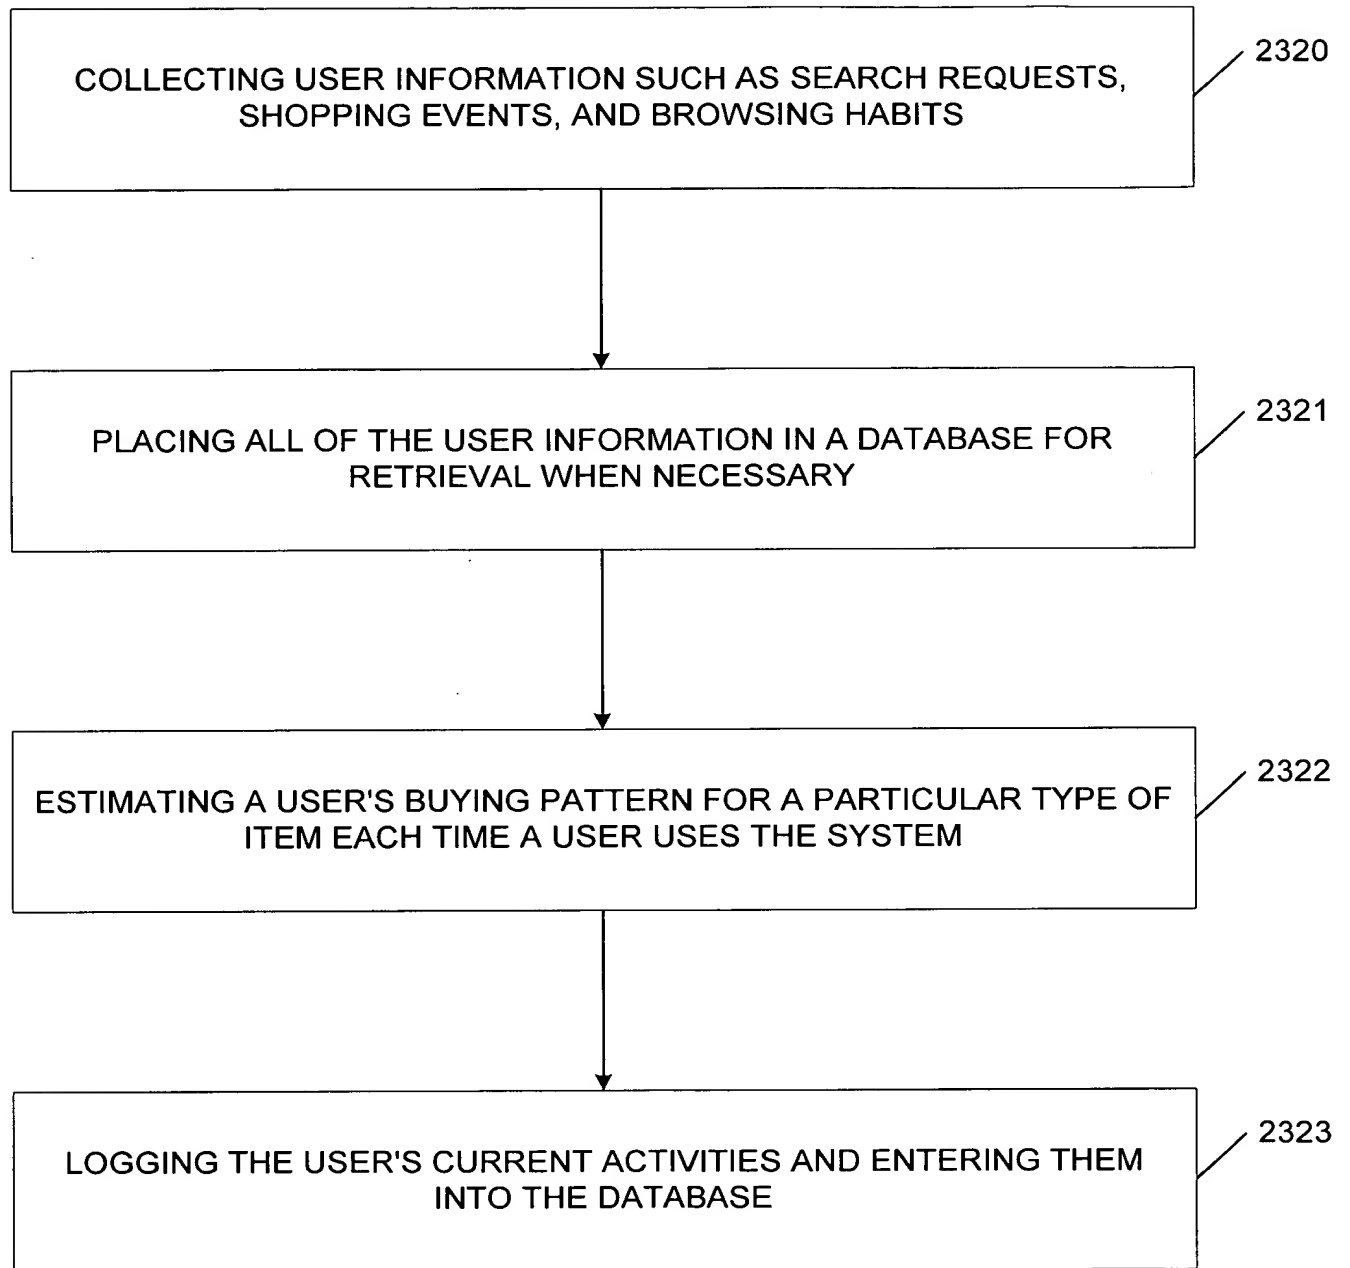 COLLECTING USER INFORMATION SUCH AS SEARCH REQUESTS,
SHOPPING EVENTS, AND BROWSING HABITS
2320
PLACING ALL OF THE USER INFORMATION IN A DATABASE FOR
RETRIEVAL WHEN NECESSARY
2321
ESTIMATING A USER'S BUYING PATTERN FOR A PARTICULAR TYPE OF
ITEM EACH TIME A USER USES THE SYSTEM
2322
LOGGING THE USER'S CURRENT ACTIVITIES AND ENTERING THEM
INTO THE DATABASE
2323